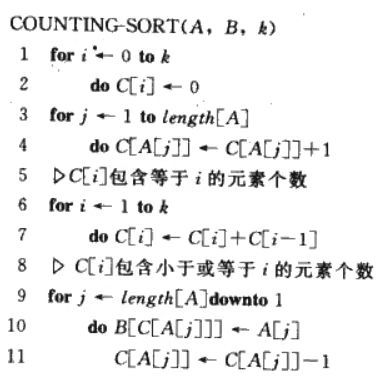 COUNTING-SORT(A, B, k)
1 for i ← 0 to k
2 do C[i] ← 0
3 for j ← 1 to length[A]
4 do C[A[j]] ← C[A[j]]+1
5 ▷C[i]包含等于 i 的元素个数
6 for i ← 1 to k
7 do C[i] ← C[i]+C[i−1]
8 ▷ C[i]包含小于或等于 i 的元素个数
9 for j ← length[A]downto 1
10 do B[C[A[j]]] ← A[j]
11 C[A[j]] ← C[A[j]]−1